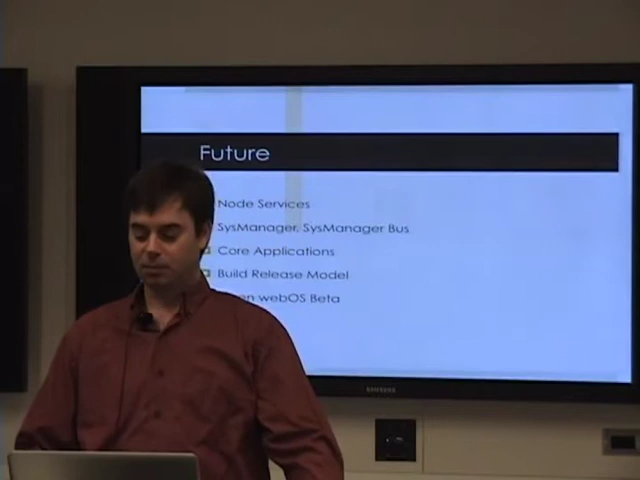 Future
Node Services
SysManager, SysManager Bus
Core Applications
Build Release Model
webOS Beta
SAMSUNG